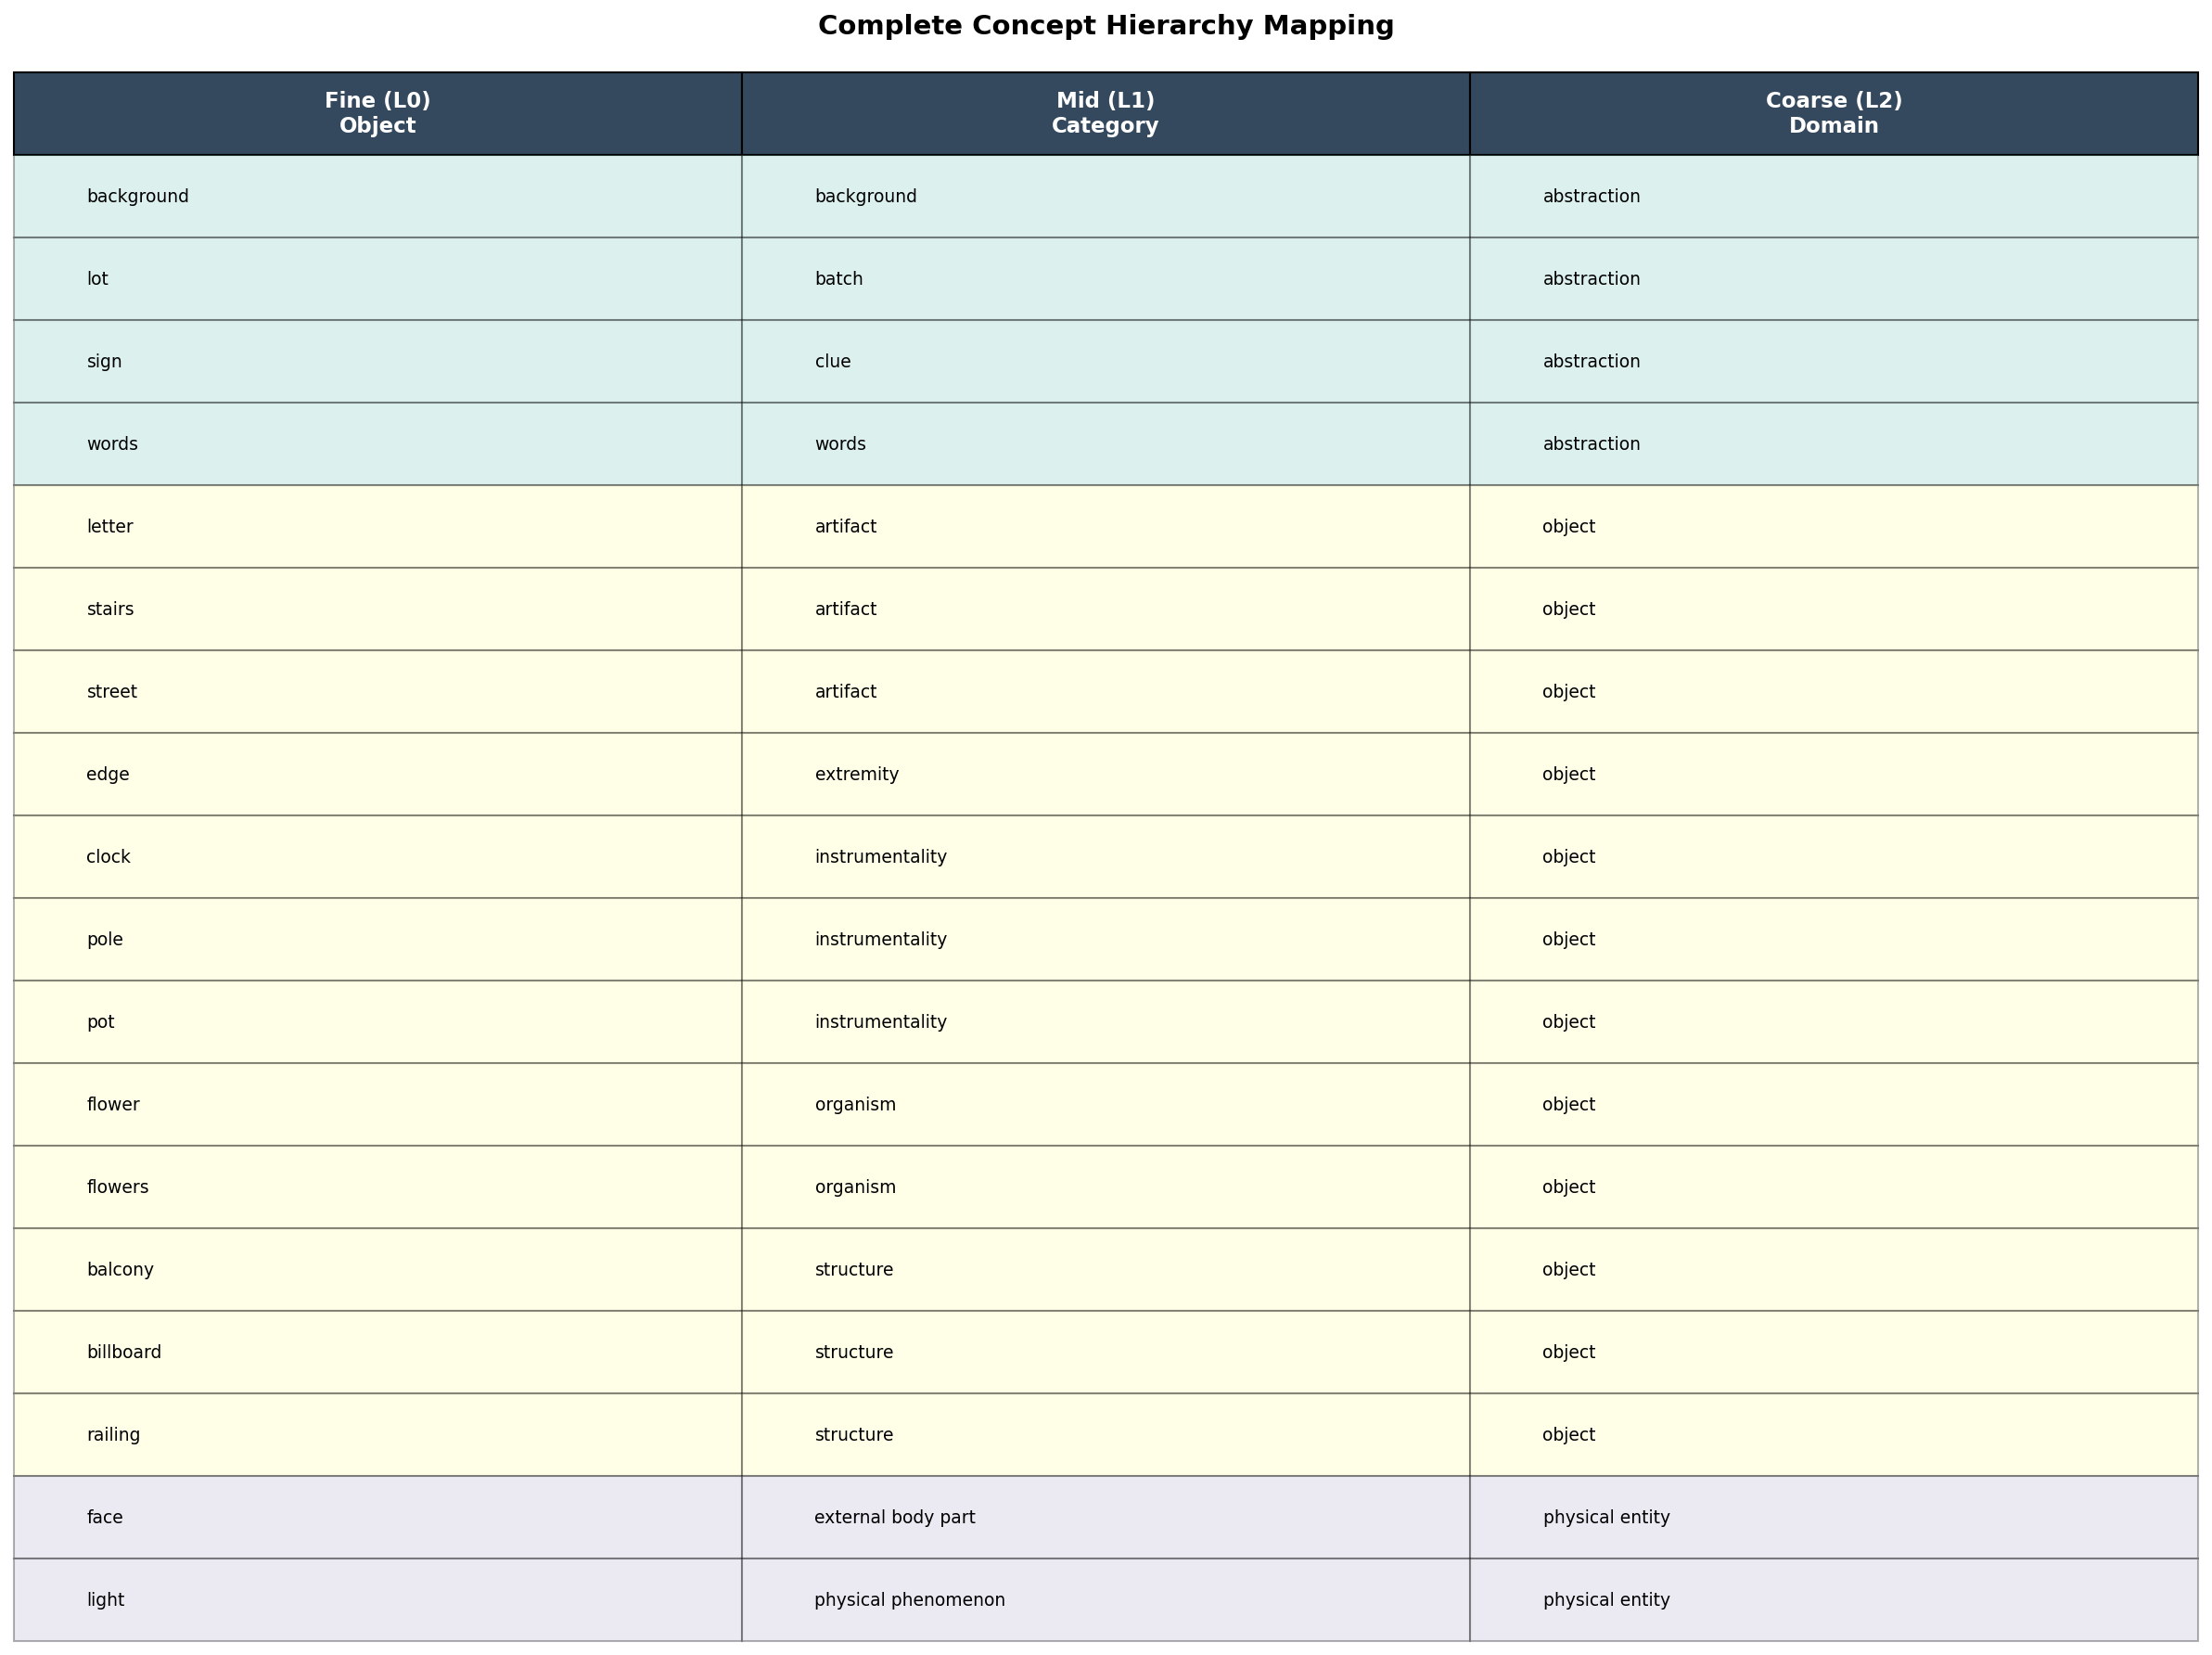 Complete Concept Hierarchy Mapping
Fine (L0) Mid (L1) Coarse (L2)
Object Category Domain
background background abstraction
lot batch abstraction
sign clue abstraction
words words abstraction
letter artifact object
stairs artifact object
street artifact object
edge extremity object
clock instrumentality object
pole instrumentality object
pot instrumentality object
flower organism object
flowers organism object
balcony structure object
billboard structure object
railing structure object
face external body part physical entity
light physical phenomenon physical entity